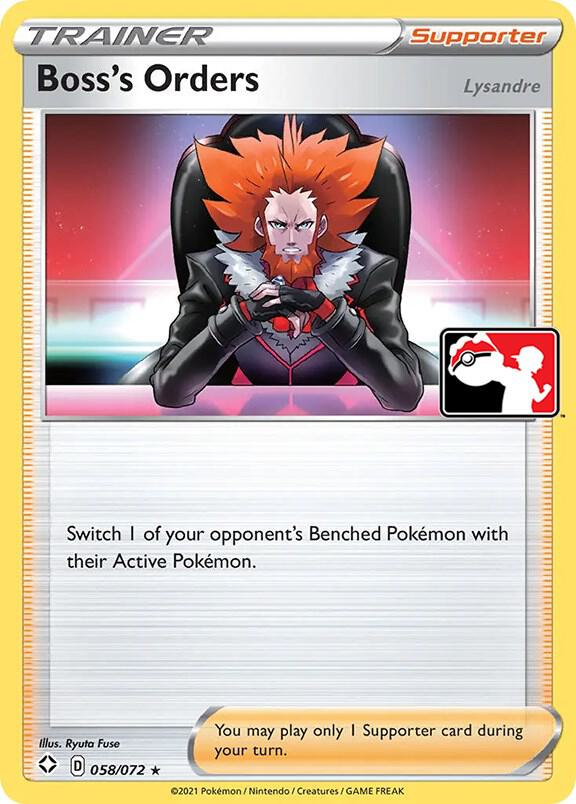 TRAINER
Supporter
Boss's Orders
Lysandre
Switch 1 of your opponent's Benched Pokémon with
their Active Pokémon.
You may play only 1 Supporter card during
your turn.
Illus. Ryuta Fuse
D 058/072 ★
©2021 Pokémon / Nintendo / Creatures / GAME FREAK